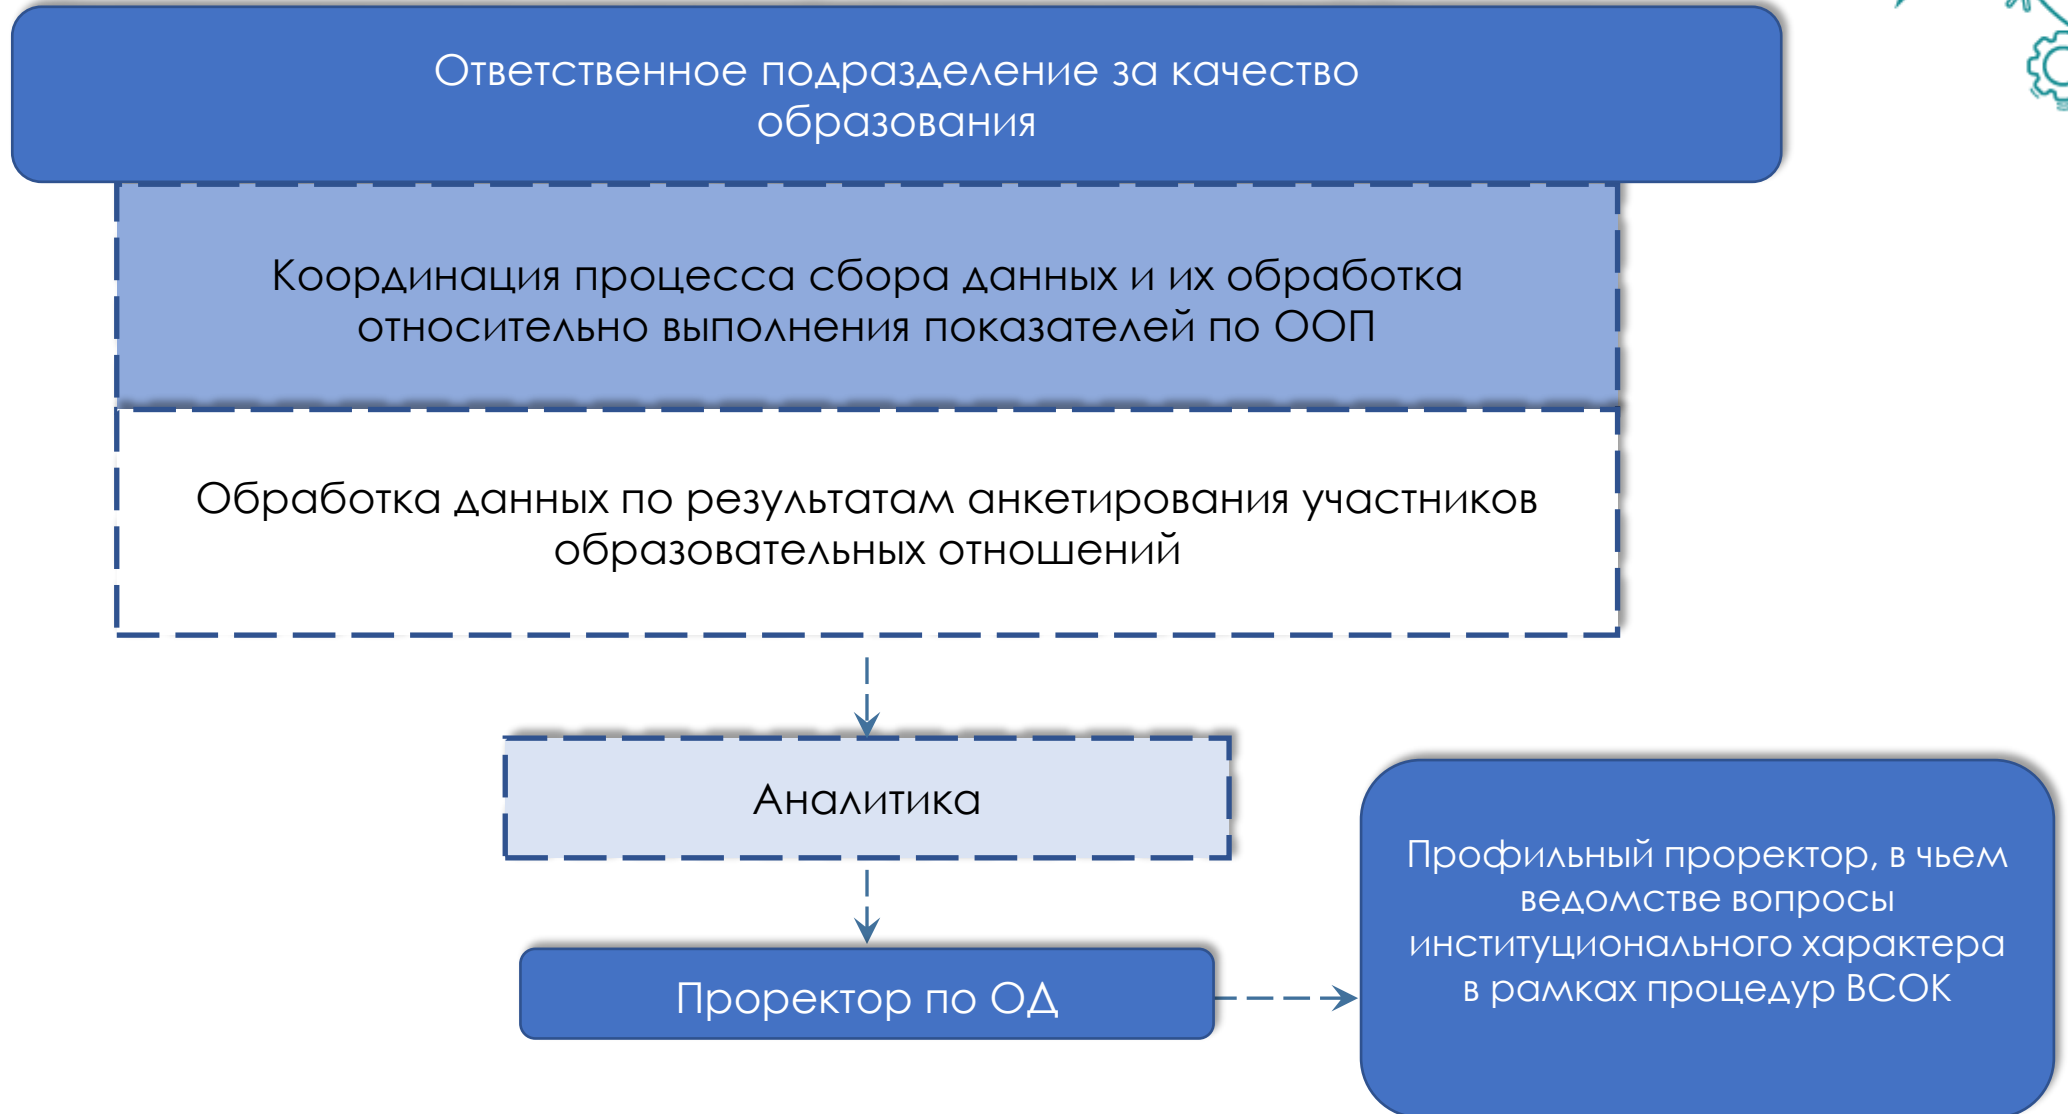 Ответственное подразделение за качество
образования
Координация процесса сбора данных и их обработка
относительно выполнения показателей по ООП
Обработка данных по результатам анкетирования участников
образовательных отношений
Аналитика
Проректор по ОД
Профильный проректор, в чьем
ведомстве вопросы
институционального характера
в рамках процедур ВСОК